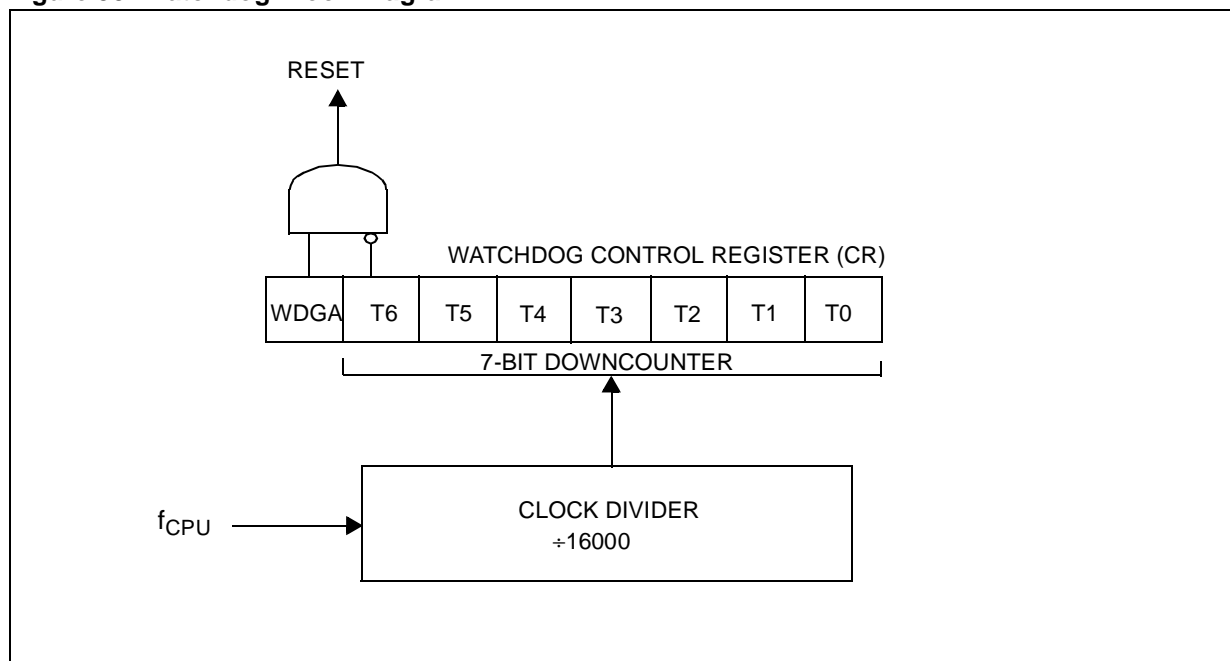 RESET
WATCHDOG CONTROL REGISTER (CR)
WDGA T6 T5 T4 T3 T2 T1 T0
7-BIT DOWNCOUNTER
fCPU
CLOCK DIVIDER
÷16000